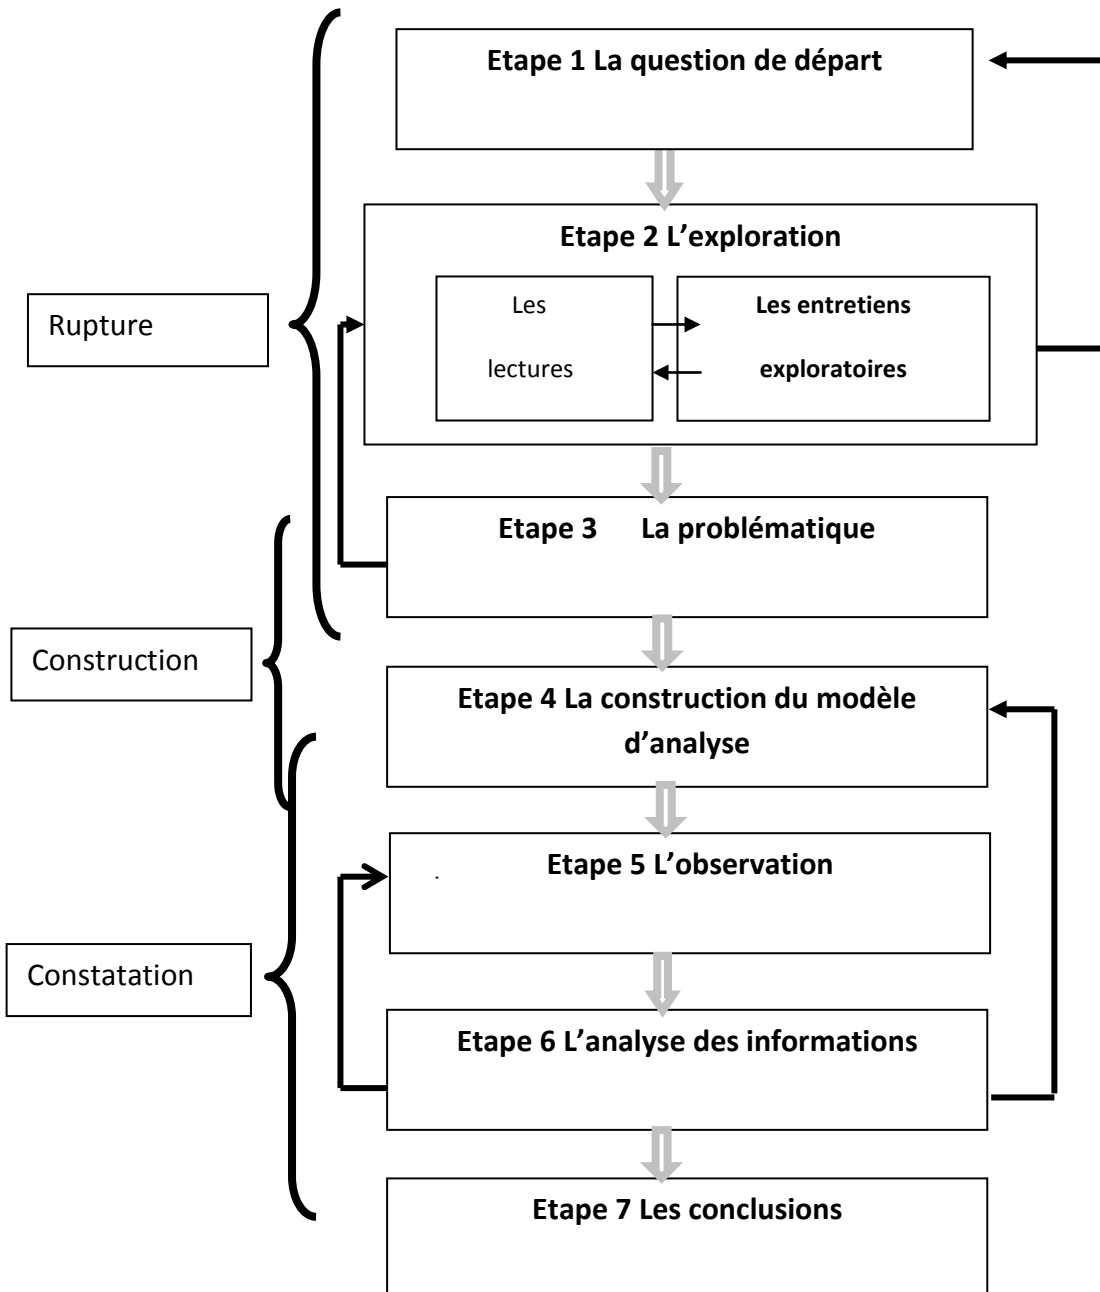 Etape 1 La question de départ
Etape 2 L’exploration
Les
lectures
Les entretiens
exploratoires
Rupture
Etape 3 La problématique
Construction
Etape 4 La construction du modèle
d’analyse
Etape 5 L’observation
.
Constatation
Etape 6 L’analyse des informations
Etape 7 Les conclusions